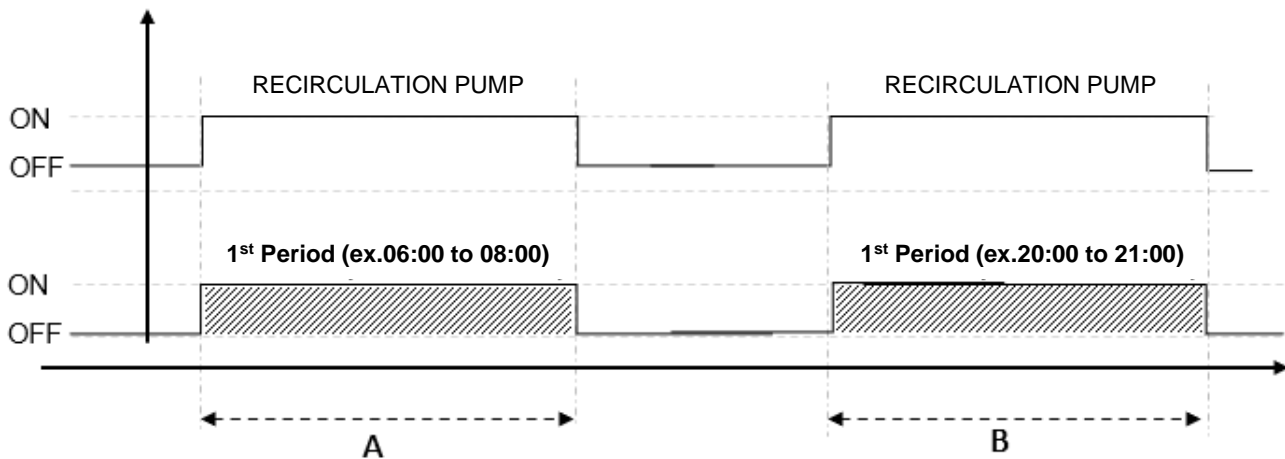 RECIRCULATION PUMP RECIRCULATION PUMP
ON
OFF
1st Period (ex.06:00 to 08:00) 1st Period (ex.20:00 to 21:00)
ON
OFF
A B